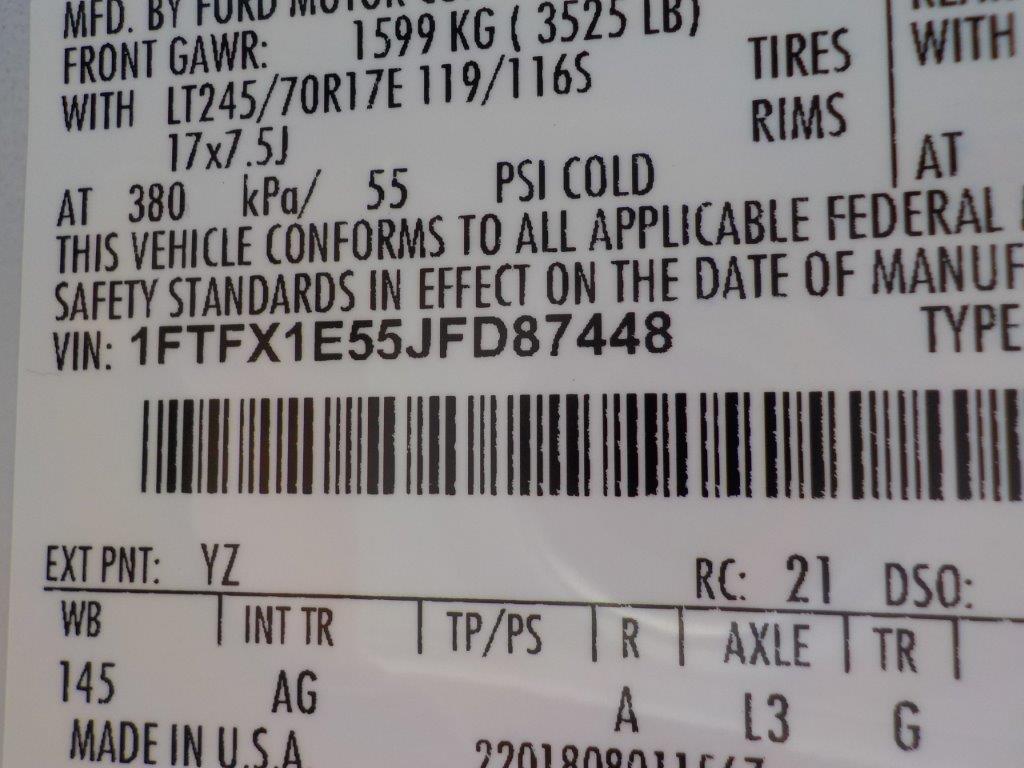 MFD. BY FORD MOTOR
FRONT GAWR: 1599 KG ( 3525 LB)
WITH LT245/70R17E 119/116S TIRES WITH
17x7.5J RIMS
AT 380 kPa/ 55 PSI COLD AT
THIS VEHICLE CONFORMS TO ALL APPLICABLE FEDERAL
SAFETY STANDARDS IN EFFECT ON THE DATE OF MANUF
VIN: 1FTFX1E55JFD87448 TYPE
EXT PNT: YZ RC: 21 DSO:
WB INT TR TP/PS R AXLE TR
145 AG A L3 G
MADE IN U.S.A